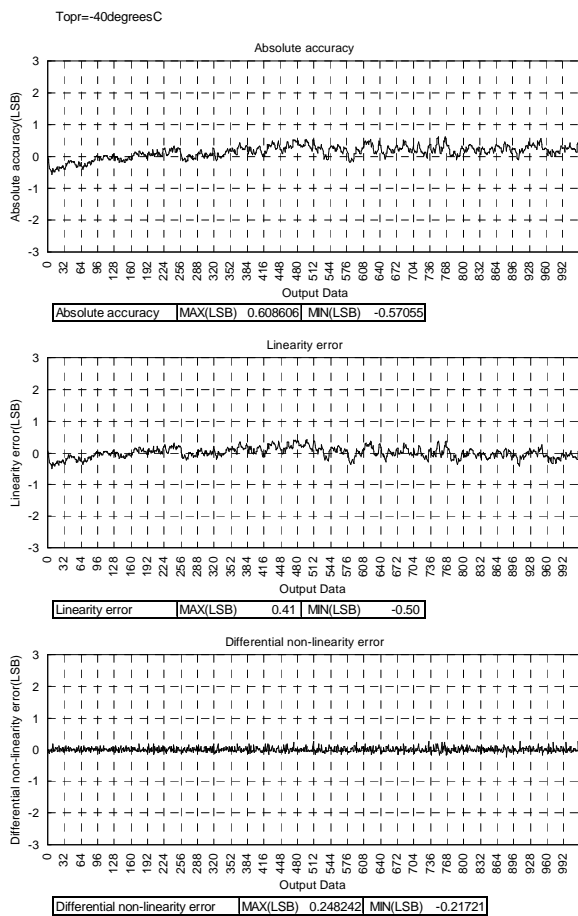 Topr=-40degreesC
Absolute accuracy
Absolute accuracy(LSB)
3
2
1
0
-1
-2
-3
0 32 64 96 128 160 192 224 256 288 320 352 384 416 448 480 512 544 576 608 640 672 704 736 768 800 832 864 896 928 960 992
Output Data
Absolute accuracy MAX(LSB) 0.608606 MIN(LSB) -0.57055
Linearity error
Linearity error(LSB)
3
2
1
0
-1
-2
-3
0 32 64 96 128 160 192 224 256 288 320 352 384 416 448 480 512 544 576 608 640 672 704 736 768 800 832 864 896 928 960 992
Output Data
Linearity error MAX(LSB) 0.41 MIN(LSB) -0.50
Differential non-linearity error
Differential non-linearity error(LSB)
3
2
1
0
-1
-2
-3
0 32 64 96 128 160 192 224 256 288 320 352 384 416 448 480 512 544 576 608 640 672 704 736 768 800 832 864 896 928 960 992
Output Data
Differential non-linearity error MAX(LSB) 0.248242 MIN(LSB) -0.21721